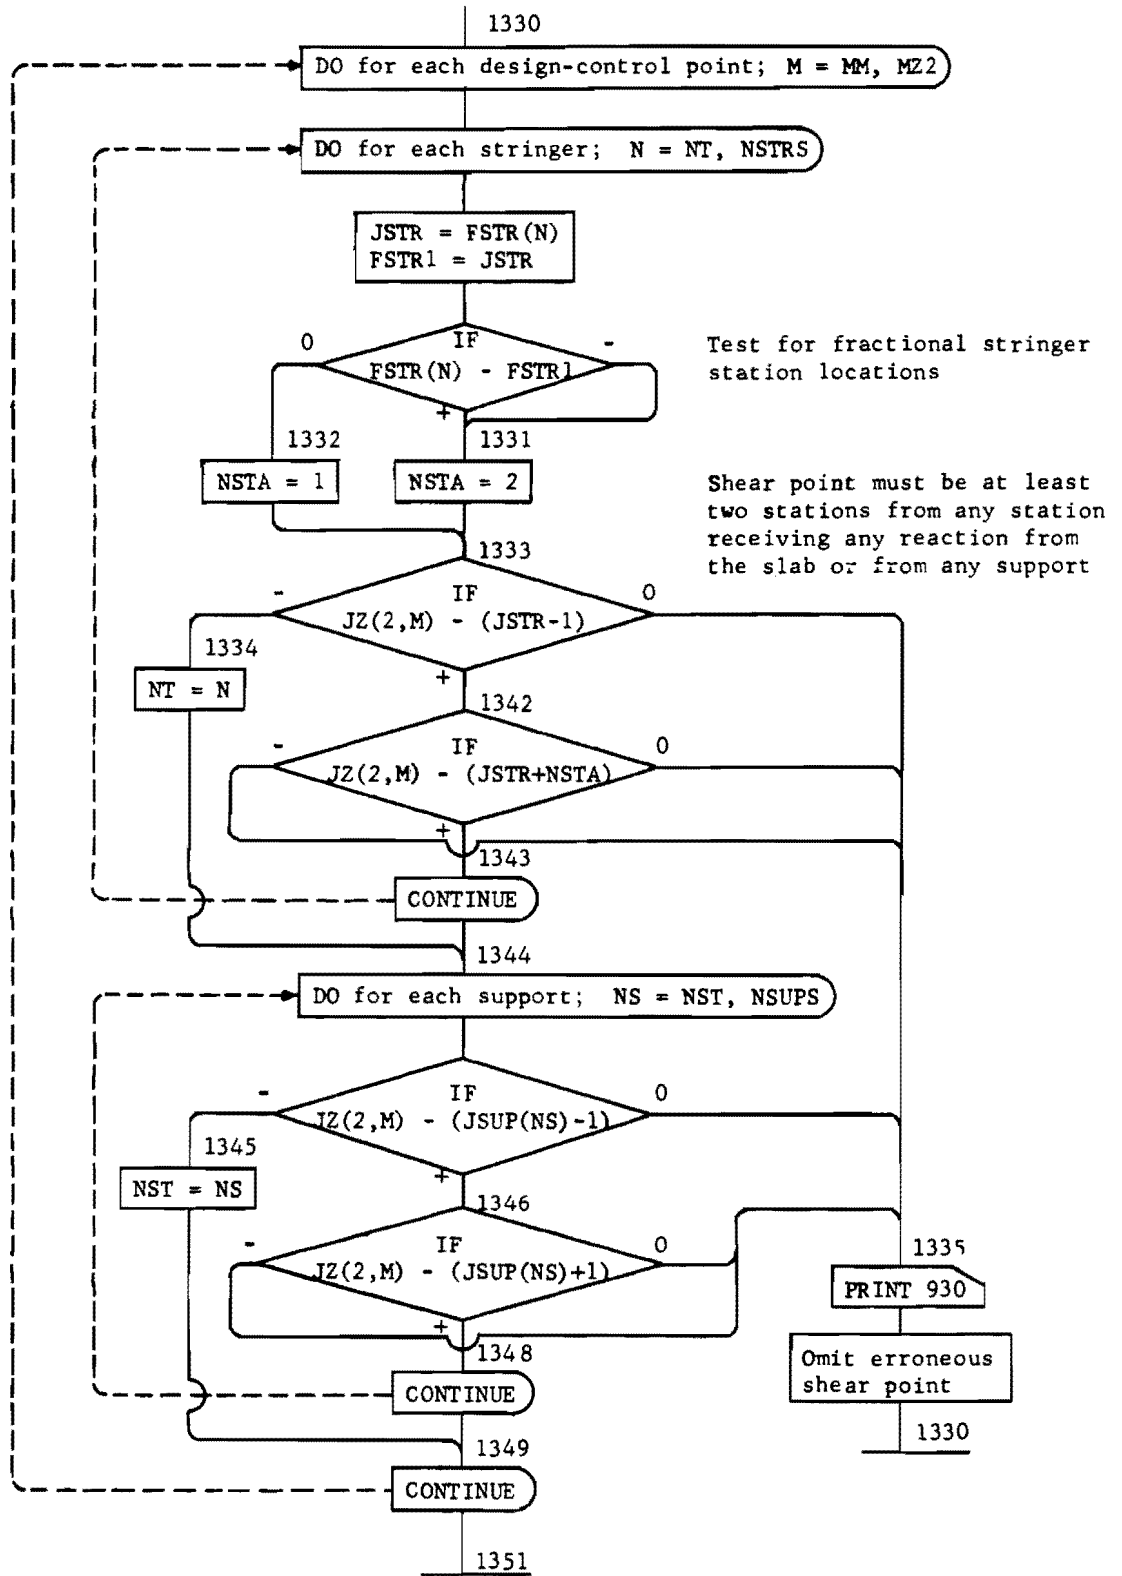 1330
DO for each design-control point; M = MM, MZ2
DO for each stringer; N = NT, NSTRS
JSTR = FSTR(N)
FSTR1 = JSTR
0
IF
-
FSTR(N) - FSTR1
+
Test for fractional stringer
station locations
1332
1331
NSTA = 1
NSTA = 2
Shear point must be at least
two stations from any station
receiving any reaction from
the slab or from any support
1333
-
IF
0
JZ(2,M) - (JSTR-1)
+
1334
NT = N
1342
-
IF
0
JZ(2,M) - (JSTR+NSTA)
+
1343
CONTINUE
1344
DO for each support; NS = NST, NSUPS
-
IF
0
JZ(2,M) - (JSUP(NS)-1)
+
1345
NST = NS
1346
-
IF
0
JZ(2,M) - (JSUP(NS)+1)
+
1335
PRINT 930
Omit erroneous
shear point
1330
1348
CONTINUE
1349
CONTINUE
1351